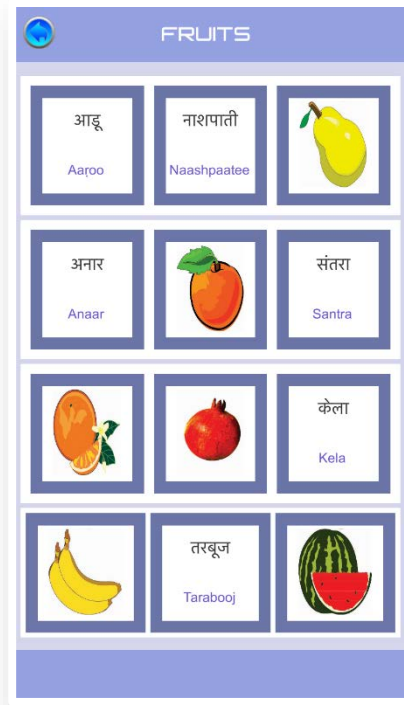 FRUITS
आडू
Aaṛoo
नाशपाती
Naashpaatee
अनार
Anaar
संतरा
Santra
केला
Kela
तरबूज
Tarabooj